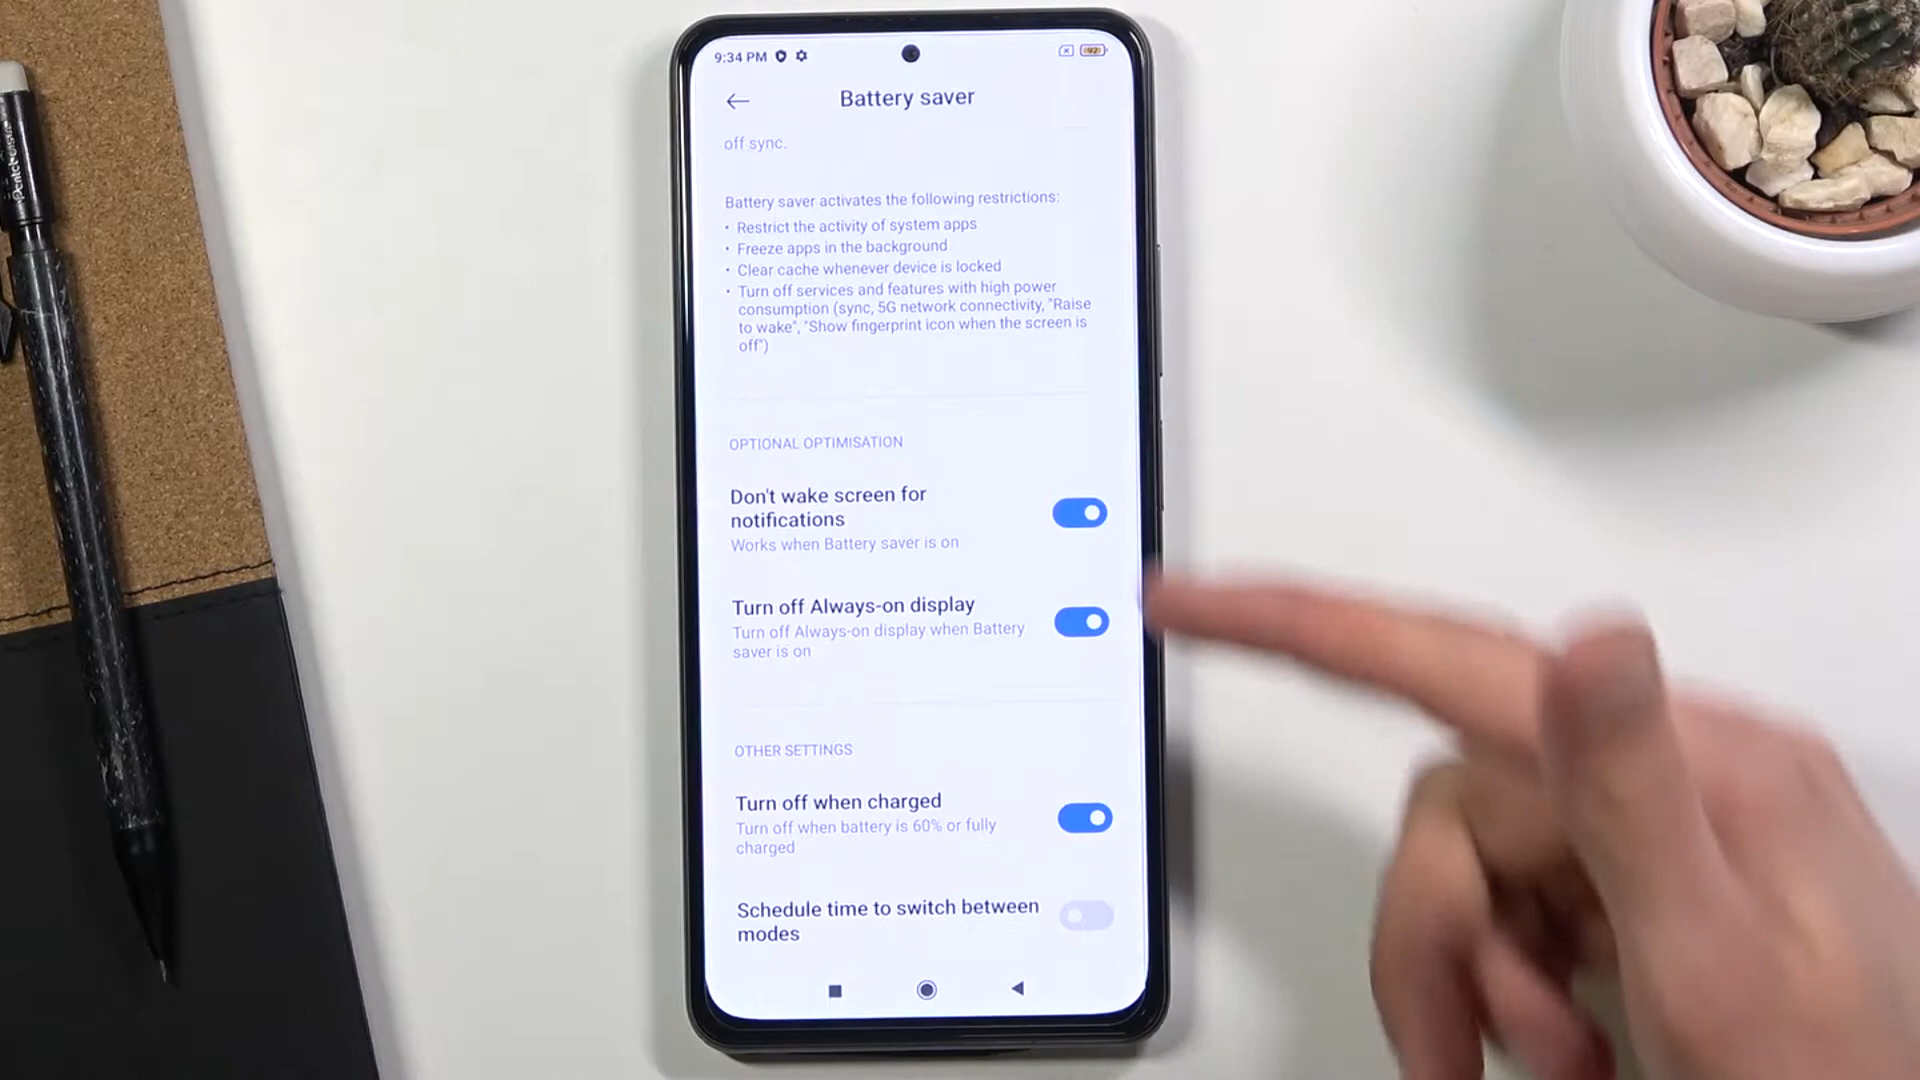 9:34 PM
92
Battery saver
off sync.
Battery saver activates the following restrictions:
• Restrict the activity of system apps
• Freeze apps in the background
• Clear cache whenever device is locked
• Turn off services and features with high power
consumption (sync, 5G network connectivity, "Raise
to wake", "Show fingerprint icon when the screen is
off")
OPTIONAL OPTIMISATION
Don't wake screen for
notifications
Works when Battery saver is on
Turn off Always-on display
Turn off Always-on display when Battery
saver is on
OTHER SETTINGS
Turn off when charged
Turn off when battery is 60% or fully
charged
Schedule time to switch between
modes
Pentel